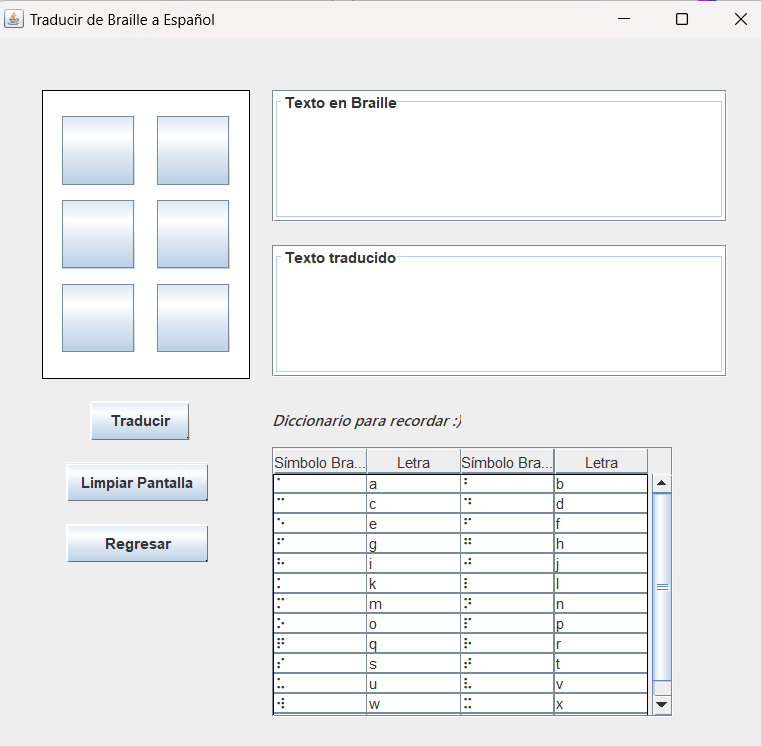 Traducir de Braille a Español
Texto en Braille
Texto traducido
Traducir
Limpiar Pantalla
Regresar
Diccionario para recordar :)
Símbolo Bra... Letra Símbolo Bra... Letra
⠁ a ⠃ b
⠉ c ⠙ d
⠑ e ⠋ f
⠛ g ⠓ h
⠊ i ⠚ j
⠅ k ⠇ l
⠍ m ⠝ n
⠕ o ⠏ p
⠟ q ⠗ r
⠎ s ⠞ t
⠥ u ⠧ v
⠺ w ⠭ x